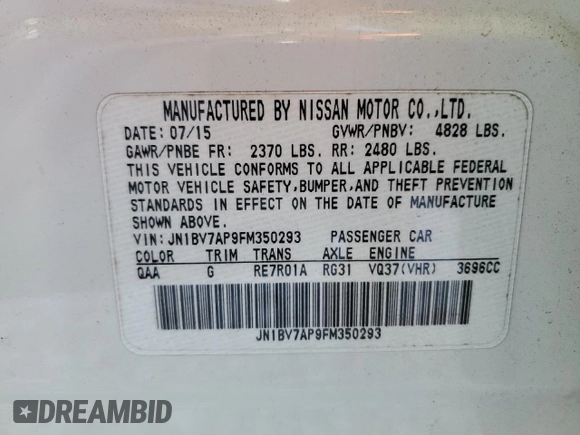 MANUFACTURED BY NISSAN MOTOR CO.,LTD.
DATE: 07/15 GVWR/PNBV: 4828 LBS.
GAWR/PNBE FR: 2370 LBS. RR: 2480 LBS.
THIS VEHICLE CONFORMS TO ALL APPLICABLE FEDERAL
MOTOR VEHICLE SAFETY,BUMPER,AND THEFT PREVENTION
STANDARDS IN EFFECT ON THE DATE OF MANUFACTURE
SHOWN ABOVE.
VIN: JN1BV7AP9FM350293 PASSENGER CAR
COLOR TRIM TRANS AXLE ENGINE
QAA G RE7R01A RG31 VQ37(VHR) 3696CC
JN1BV7AP9FM350293
DREAMBID